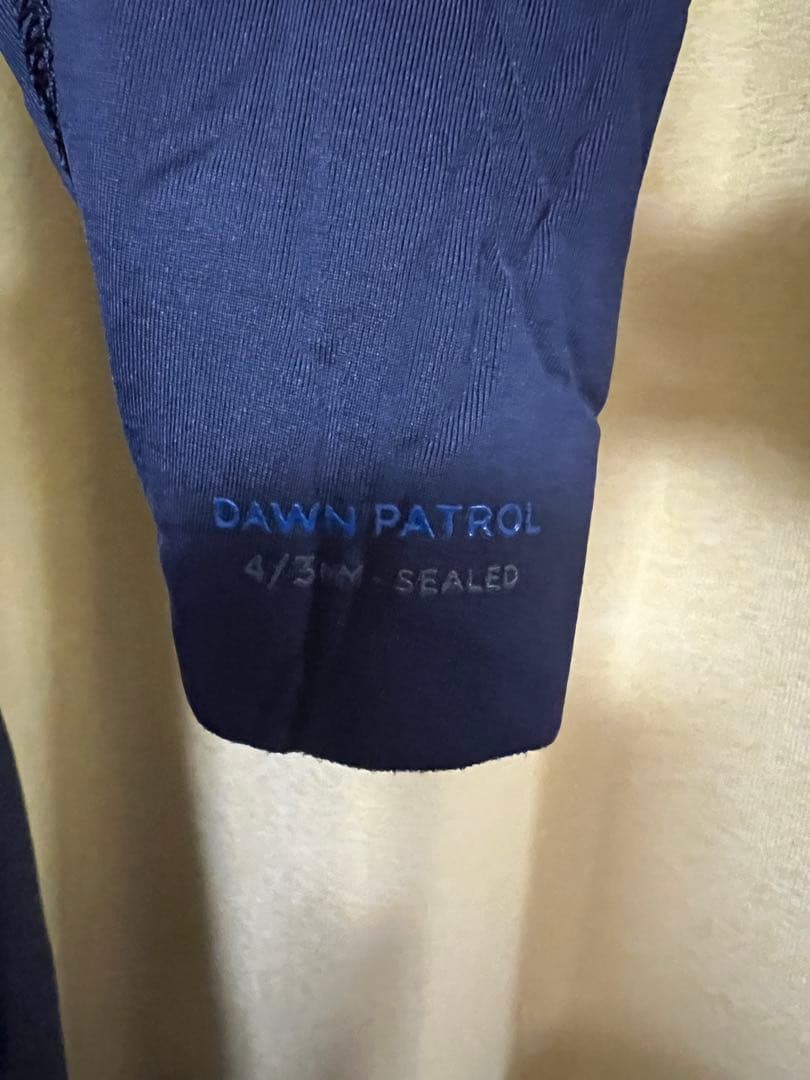 DAWN PATROL
4/3MM · SEALED